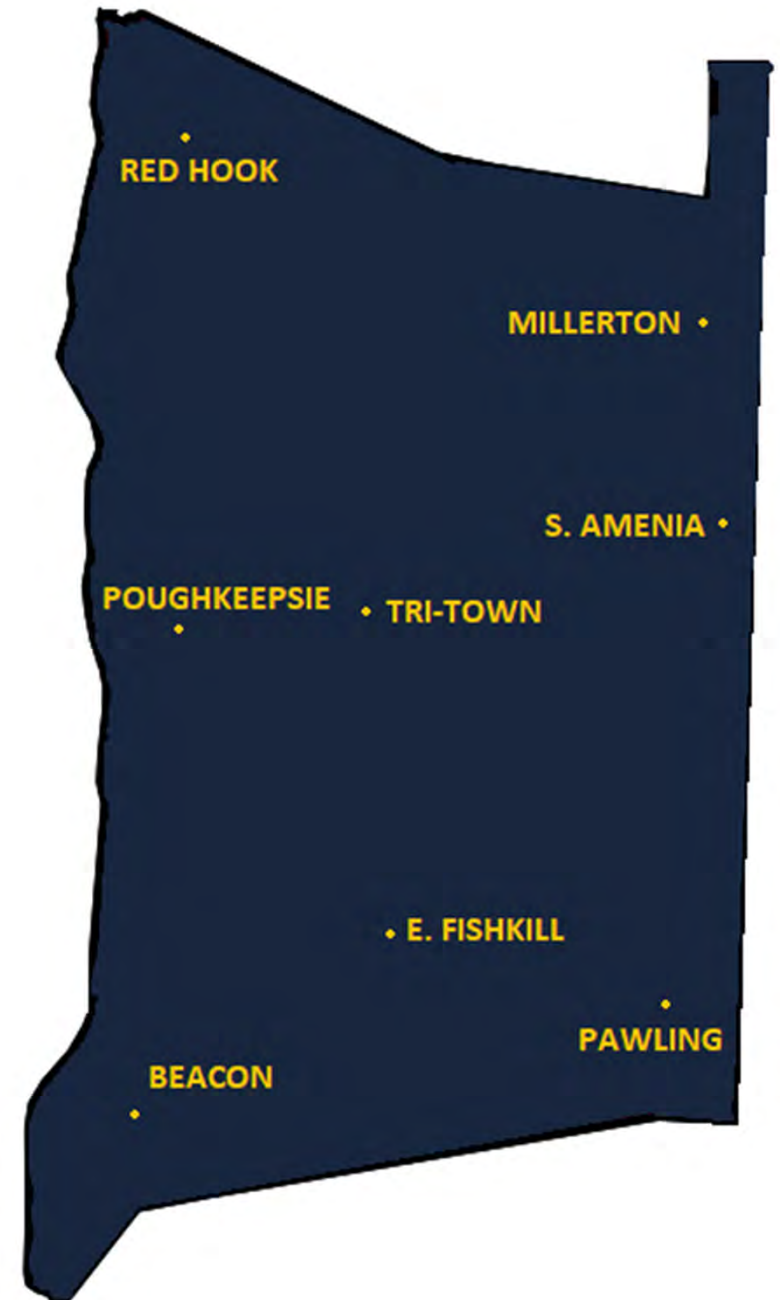 RED HOOK
MILLERTON
S. AMENIA
POUGHKEEPSIE
TRI-TOWN
E. FISHKILL
PAWLING
BEACON